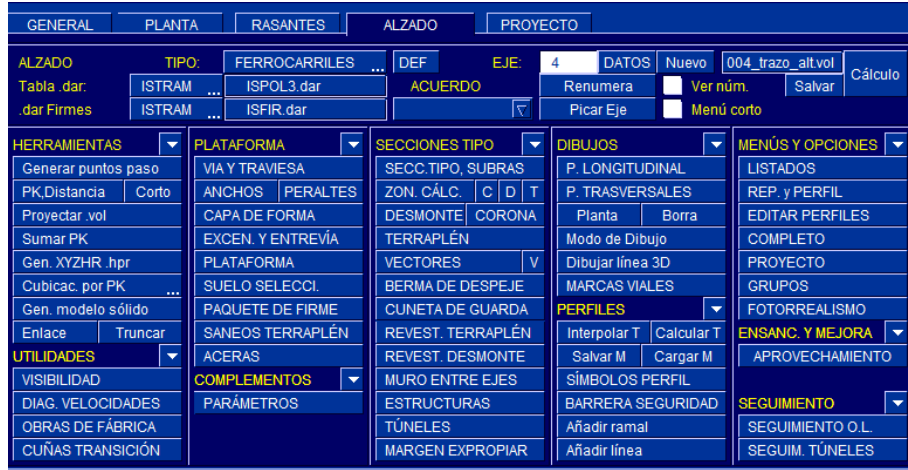 GENERAL PLANTA RASANTES ALZADO PROYECTO
ALZADO TIPO: FERROCARRILES ... DEF EJE: 4 DATOS Nuevo 004_trazo_alt.vol Cálculo
Tabla .dar: ISTRAM ... ISPOL3.dar ACUERDO Renumera Ver núm. Salvar
.dar Firmes ISTRAM ... ISFIR.dar Picar Eje Menú corto
HERRAMIENTAS
Generar puntos paso
PK,Distancia Corto
Proyectar .vol
Sumar PK
Gen. XYZHR .hpr
Cubicac. por PK ...
Gen. modelo sólido
Enlace Truncar
UTILIDADES
VISIBILIDAD
DIAG. VELOCIDADES
OBRAS DE FÁBRICA
CUÑAS TRANSICIÓN
PLATAFORMA
VIA Y TRAVIESA
ANCHOS PERALTES
CAPA DE FORMA
EXCEN. Y ENTREVÍA
PLATAFORMA
SUELO SELECCI.
PAQUETE DE FIRME
SANEOS TERRAPLÉN
ACERAS
COMPLEMENTOS
PARÁMETROS
SECCIONES TIPO
SECC.TIPO, SUBRAS
ZON. CÁLC. C D T
DESMONTE CORONA
TERRAPLÉN
VECTORES V
BERMA DE DESPEJE
CUNETA DE GUARDA
REVEST. TERRAPLÉN
REVEST. DESMONTE
MURO ENTRE EJES
ESTRUCTURAS
TÚNELES
MARGEN EXPROPIAR
DIBUJOS
P. LONGITUDINAL
P. TRASVERSALES
Planta Borra
Modo de Dibujo
Dibujar línea 3D
MARCAS VIALES
PERFILES
Interpolar T Calcular T
Salvar M Cargar M
SÍMBOLOS PERFIL
BARRERA SEGURIDAD
Añadir ramal
Añadir línea
MENÚS Y OPCIONES
LISTADOS
REP. y PERFIL
EDITAR PERFILES
COMPLETO
PROYECTO
GRUPOS
FOTORREALISMO
ENSANC. Y MEJORA
APROVECHAMIENTO
SEGUIMIENTO
SEGUIMIENTO O.L.
SEGUIM. TÚNELES